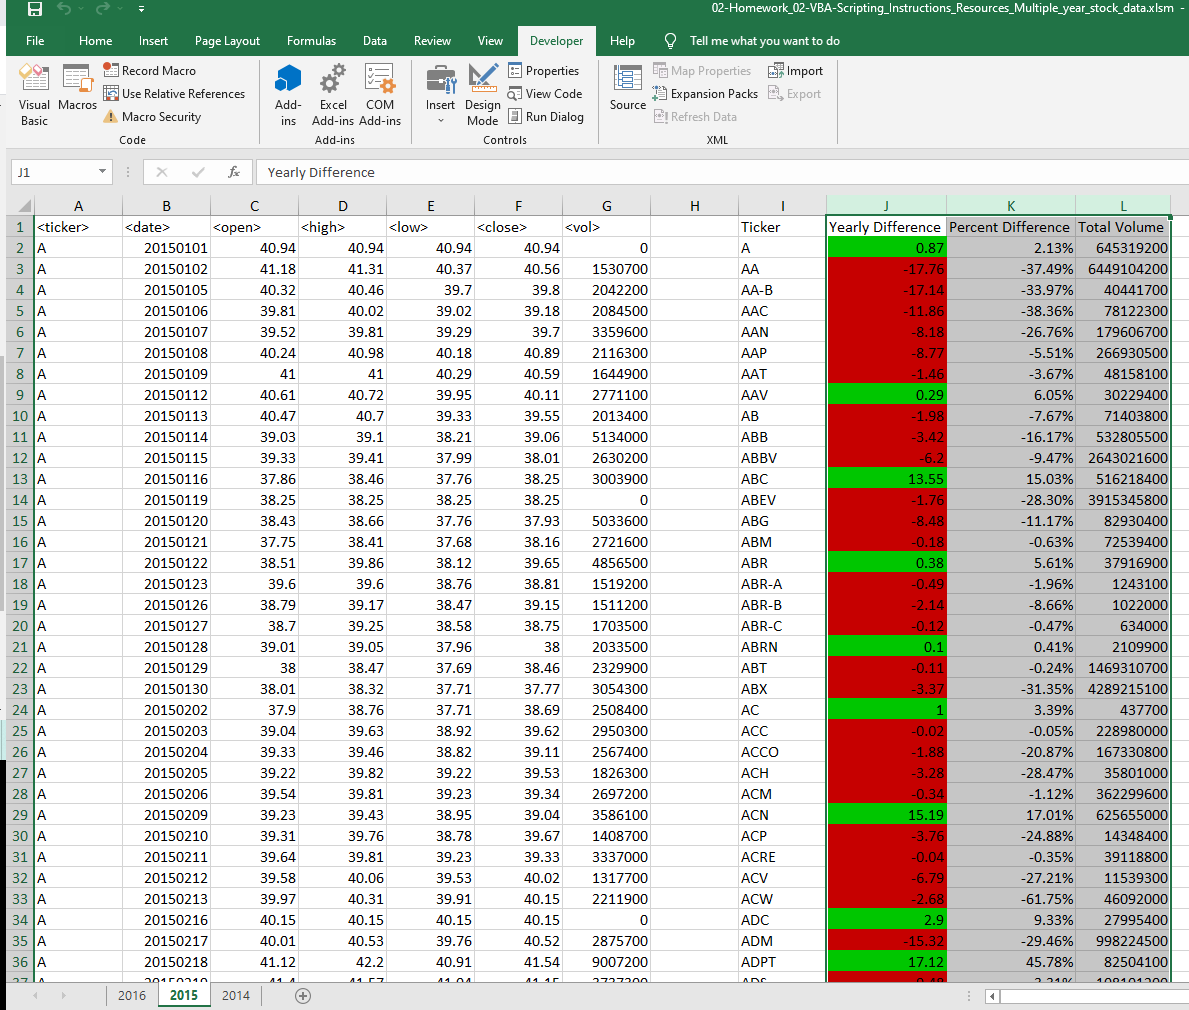 02-Homework_02-VBA-Scripting_Instructions_Resources_Multiple_year_stock_data.xlsm -
File Home Insert Page Layout Formulas Data Review View Developer Help Tell me what you want to do
Visual Basic
Macros
Record Macro
Use Relative References
Macro Security
Code
Add-ins
Excel Add-ins
COM Add-ins
Add-ins
Insert
Design Mode
Properties
View Code
Run Dialog
Controls
Source
Map Properties
Expansion Packs
Refresh Data
Import
Export
XML
J1 fx Yearly Difference
A B C D E F G H I J K L
1 <ticker> <date> <open> <high> <low> <close> <vol> Ticker Yearly Difference Percent Difference Total Volume
2 A 20150101 40.94 40.94 40.94 40.94 0 A 0.87 2.13% 645319200
3 A 20150102 41.18 41.31 40.37 40.56 1530700 AA -17.76 -37.49% 6449104200
4 A 20150105 40.32 40.46 39.7 39.8 2042200 AA-B -17.14 -33.97% 40441700
5 A 20150106 39.81 40.02 39.02 39.18 2084500 AAC -11.86 -38.36% 78122300
6 A 20150107 39.52 39.81 39.29 39.7 3359600 AAN -8.18 -26.76% 179606700
7 A 20150108 40.24 40.98 40.18 40.89 2116300 AAP -8.77 -5.51% 266930500
8 A 20150109 41 41 40.29 40.59 1644900 AAT -1.46 -3.67% 48158100
9 A 20150112 40.61 40.72 39.95 40.11 2771100 AAV 0.29 6.05% 30229400
10 A 20150113 40.47 40.7 39.33 39.55 2013400 AB -1.98 -7.67% 71403800
11 A 20150114 39.03 39.1 38.21 39.06 5134000 ABB -3.42 -16.17% 532805500
12 A 20150115 39.33 39.41 37.99 38.01 2630200 ABBV -6.2 -9.47% 2643021600
13 A 20150116 37.86 38.46 37.76 38.25 3003900 ABC 13.55 15.03% 516218400
14 A 20150119 38.25 38.25 38.25 38.25 0 ABEV -1.76 -28.30% 3915345800
15 A 20150120 38.43 38.66 37.76 37.93 5033600 ABG -8.48 -11.17% 82930400
16 A 20150121 37.75 38.41 37.68 38.16 2721600 ABM -0.18 -0.63% 72539400
17 A 20150122 38.51 39.86 38.12 39.65 4856500 ABR 0.38 5.61% 37916900
18 A 20150123 39.6 39.6 38.76 38.81 1519200 ABR-A -0.49 -1.96% 1243100
19 A 20150126 38.79 39.17 38.47 39.15 1511200 ABR-B -2.14 -8.66% 1022000
20 A 20150127 38.7 39.25 38.58 38.75 1703500 ABR-C -0.12 -0.47% 634000
21 A 20150128 39.01 39.05 37.96 38 2033500 ABRN 0.1 0.41% 2109900
22 A 20150129 38 38.47 37.69 38.46 2329900 ABT -0.11 -0.24% 1469310700
23 A 20150130 38.01 38.32 37.71 37.77 3054300 ABX -3.37 -31.35% 4289215100
24 A 20150202 37.9 38.76 37.71 38.69 2508400 AC 1 3.39% 437700
25 A 20150203 39.04 39.63 38.92 39.62 2950300 ACC -0.02 -0.05% 228980000
26 A 20150204 39.33 39.46 38.82 39.11 2567400 ACCO -1.88 -20.87% 167330800
27 A 20150205 39.22 39.82 39.22 39.53 1826300 ACH -3.28 -28.47% 35801000
28 A 20150206 39.54 39.81 39.23 39.34 2697200 ACM -0.34 -1.12% 362299600
29 A 20150209 39.23 39.43 38.95 39.04 3586100 ACN 15.19 17.01% 625655000
30 A 20150210 39.31 39.76 38.78 39.67 1408700 ACP -3.76 -24.88% 14348400
31 A 20150211 39.64 39.81 39.23 39.33 3337000 ACRE -0.04 -0.35% 39118800
32 A 20150212 39.58 40.06 39.53 40.02 1317700 ACV -6.79 -27.21% 11539300
33 A 20150213 39.97 40.31 39.91 40.15 2211900 ACW -2.68 -61.75% 46092000
34 A 20150216 40.15 40.15 40.15 40.15 0 ADC 2.9 9.33% 27995400
35 A 20150217 40.01 40.53 39.76 40.52 2875700 ADM -15.32 -29.46% 998224500
36 A 20150218 41.12 42.2 40.91 41.54 9007200 ADPT 17.12 45.78% 82504100
2016 2015 2014